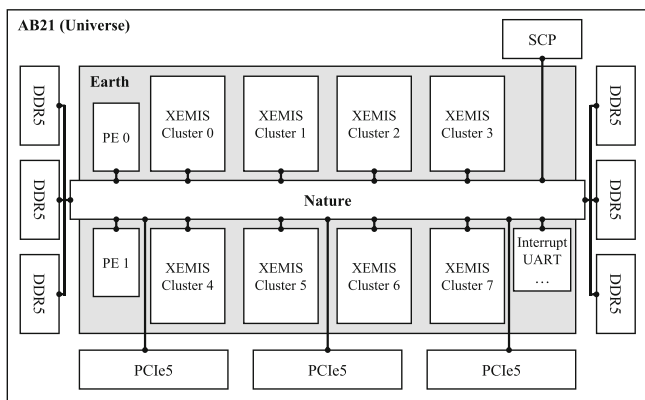 AB21 (Universe)
SCP
DDR5
DDR5
DDR5
Earth
PE 0
XEMIS
Cluster 0
XEMIS
Cluster 1
XEMIS
Cluster 2
XEMIS
Cluster 3
Nature
PE 1
XEMIS
Cluster 4
XEMIS
Cluster 5
XEMIS
Cluster 6
XEMIS
Cluster 7
Interrupt
UART
…
DDR5
DDR5
DDR5
PCIe5
PCIe5
PCIe5